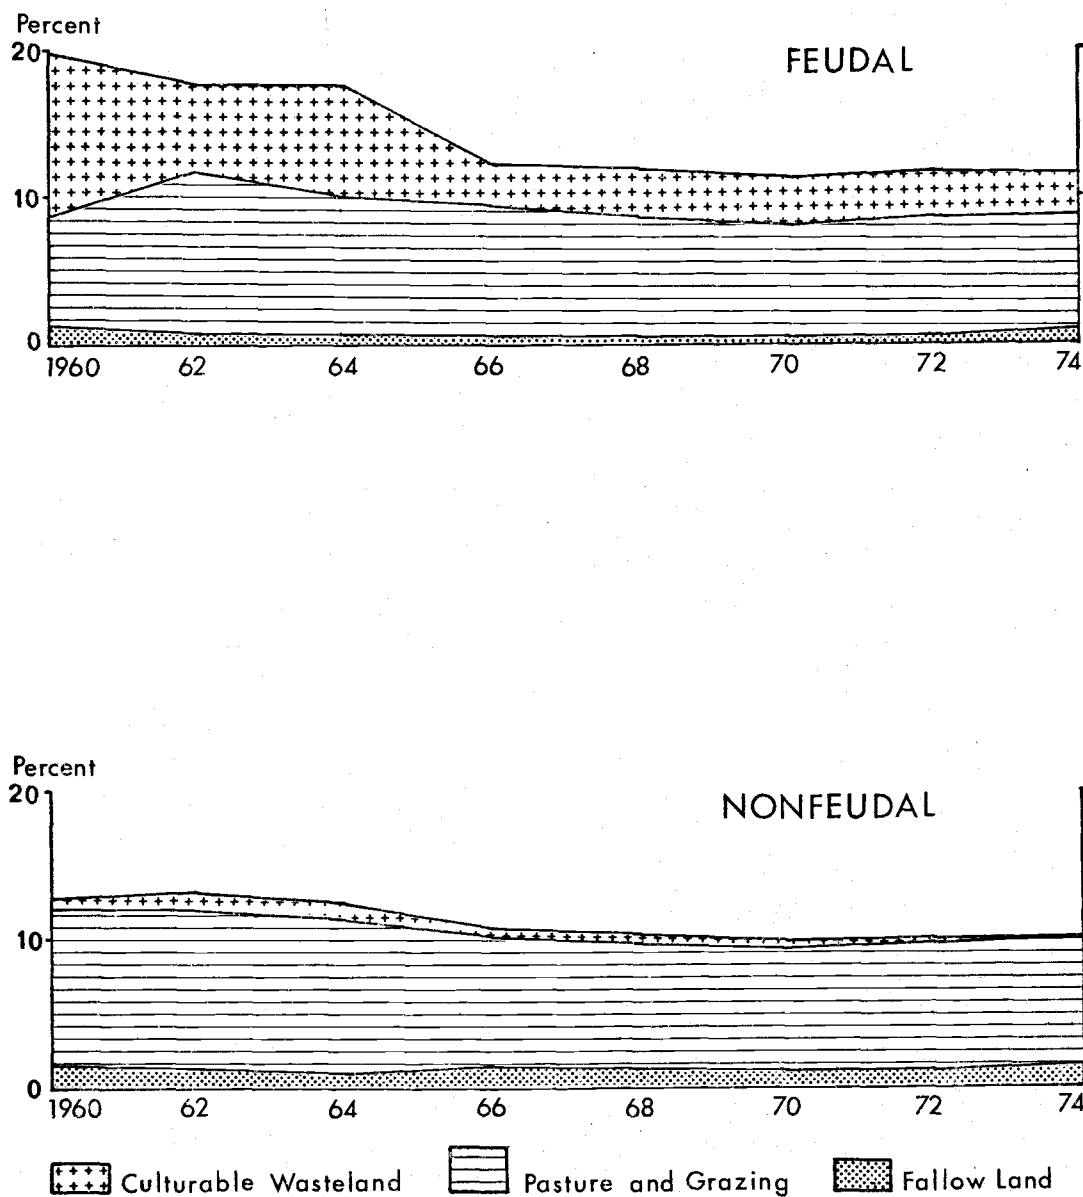 Percent
20
FEUDAL
10
0
1960 62 64 66 68 70 72 74
Percent
20
NONFEUDAL
10
0
1960 62 64 66 68 70 72 74
Culturable Wasteland Pasture and Grazing Fallow Land